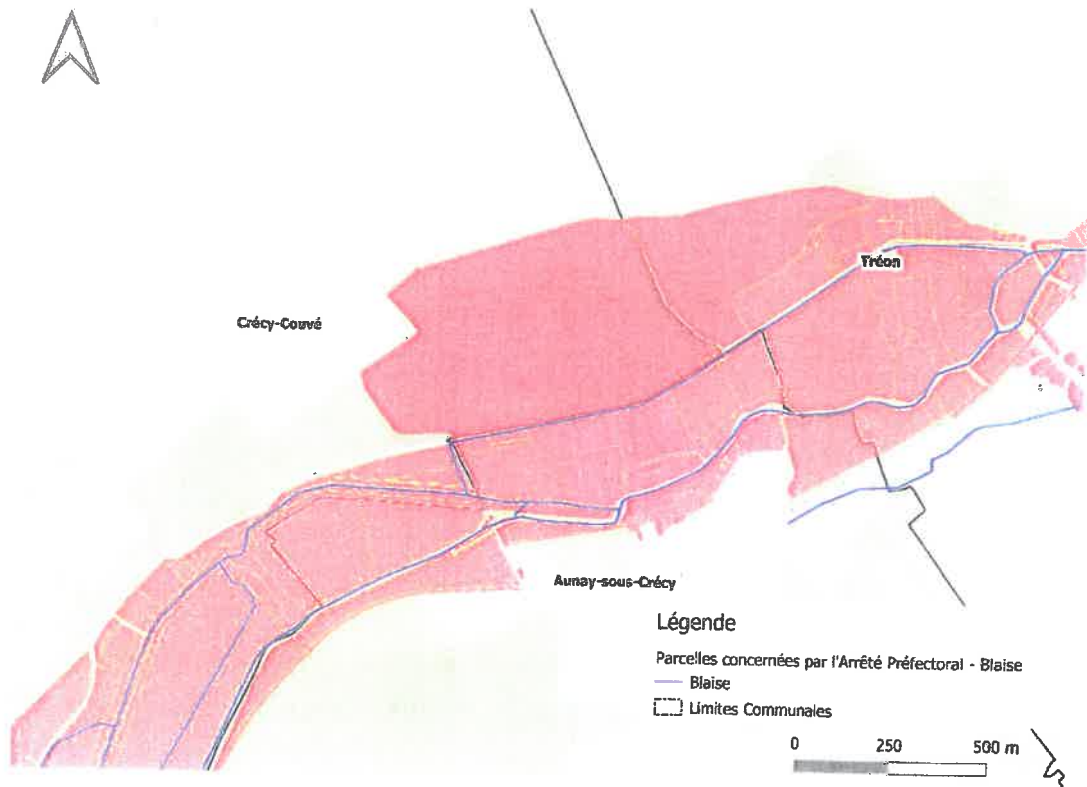 Tréon
Crécy-Couvé
Aunay-sous-Crécy
Légende
Parcelles concernées par l'Arrêté Préfectoral - Blaise
Blaise
Limites Communales
0 250 500 m